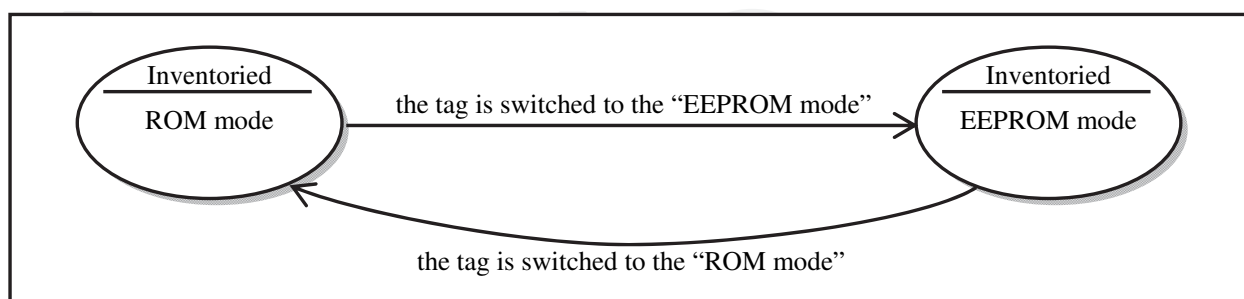 Inventoried
ROM mode
the tag is switched to the “EEPROM mode”
Inventoried
EEPROM mode
the tag is switched to the “ROM mode”